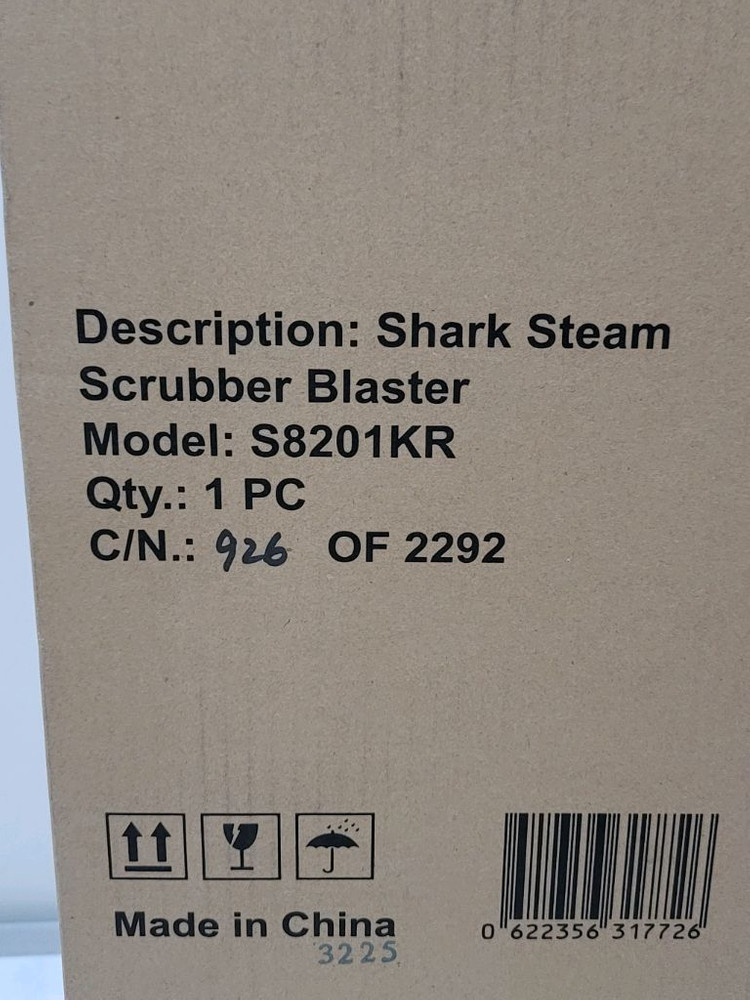 Description: Shark Steam
Scrubber Blaster
Model: S8201KR
Qty.: 1 PC
C/N.: 926 OF 2292
Made in China
3225
0 622356 317726